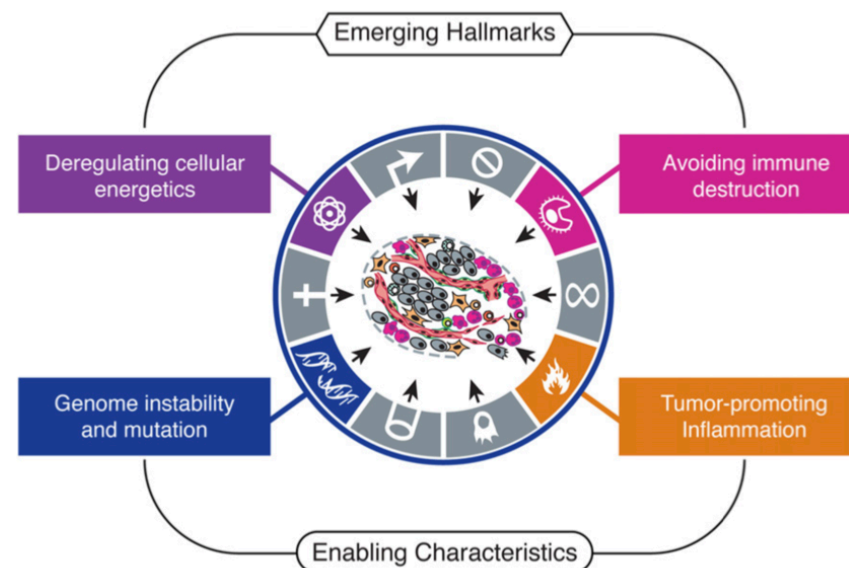 Emerging Hallmarks
Deregulating cellular
energetics
Avoiding immune
destruction
Genome instability
and mutation
Tumor-promoting
Inflammation
Enabling Characteristics